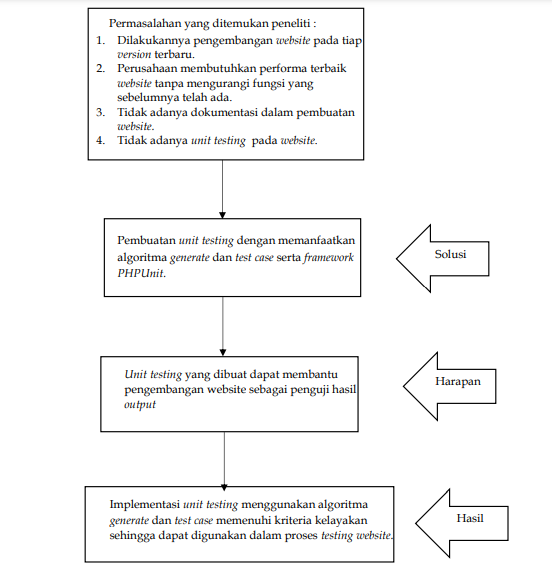 Permasalahan yang ditemukan peneliti :
1. Dilakukannya pengembangan website pada tiap
version terbaru.
2. Perusahaan membutuhkan performa terbaik
website tanpa mengurangi fungsi yang
sebelumnya telah ada.
3. Tidak adanya dokumentasi dalam pembuatan
website.
4. Tidak adanya unit testing pada website.
Pembuatan unit testing dengan memanfaatkan
algoritma generate dan test case serta framework
PHPUnit.
Solusi
Unit testing yang dibuat dapat membantu
pengembangan website sebagai penguji hasil
output
Harapan
Implementasi unit testing menggunakan algoritma
generate dan test case memenuhi kriteria kelayakan
sehingga dapat digunakan dalam proses testing website.
Hasil